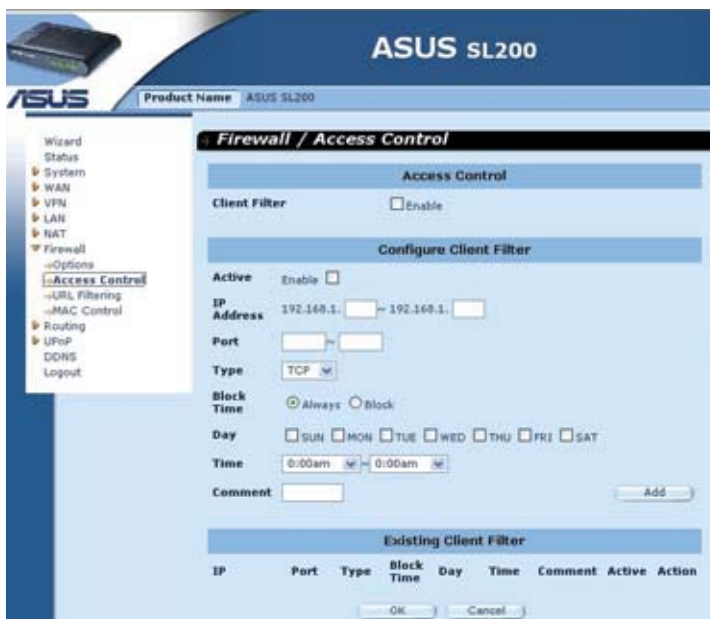 ASUS SL200
ASUS
Product Name ASUS SL200
Wizard
Status
System
WAN
VPN
LAN
NAT
Firewall
Options
Access Control
URL Filtering
MAC Control
Routing
UPnP
DDNS
Logout
Firewall / Access Control
Access Control
Client Filter Enable
Configure Client Filter
Active Enable
IP Address 192.168.1. ~ 192.168.1.
Port ~
Type TCP
Block Time Always Block
Day SUN MON TUE WED THU FRI SAT
Time 0:00am ~ 0:00am
Comment Add
Existing Client Filter
IP Port Type Block Time Day Time Comment Active Action
OK Cancel